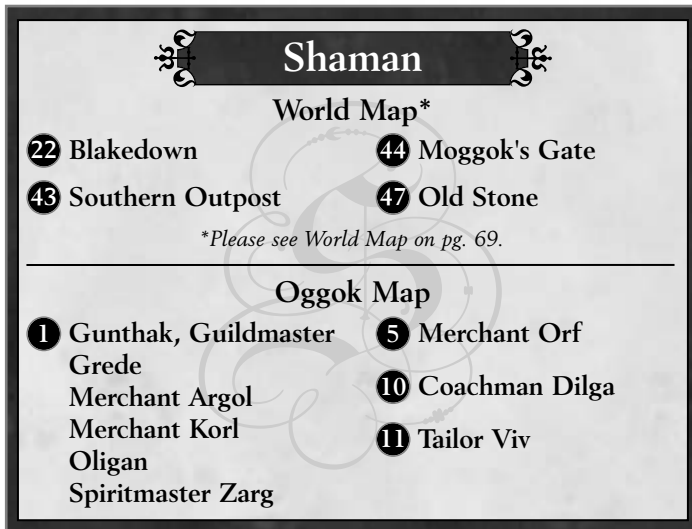 Shaman
World Map*
22 Blakedown
44 Moggok's Gate
43 Southern Outpost
47 Old Stone
*Please see World Map on pg. 69.
Oggok Map
1 Gunthak, Guildmaster
Grede
Merchant Argol
Merchant Korl
Oligan
Spiritmaster Zarg
5 Merchant Orf
10 Coachman Dilga
11 Tailor Viv